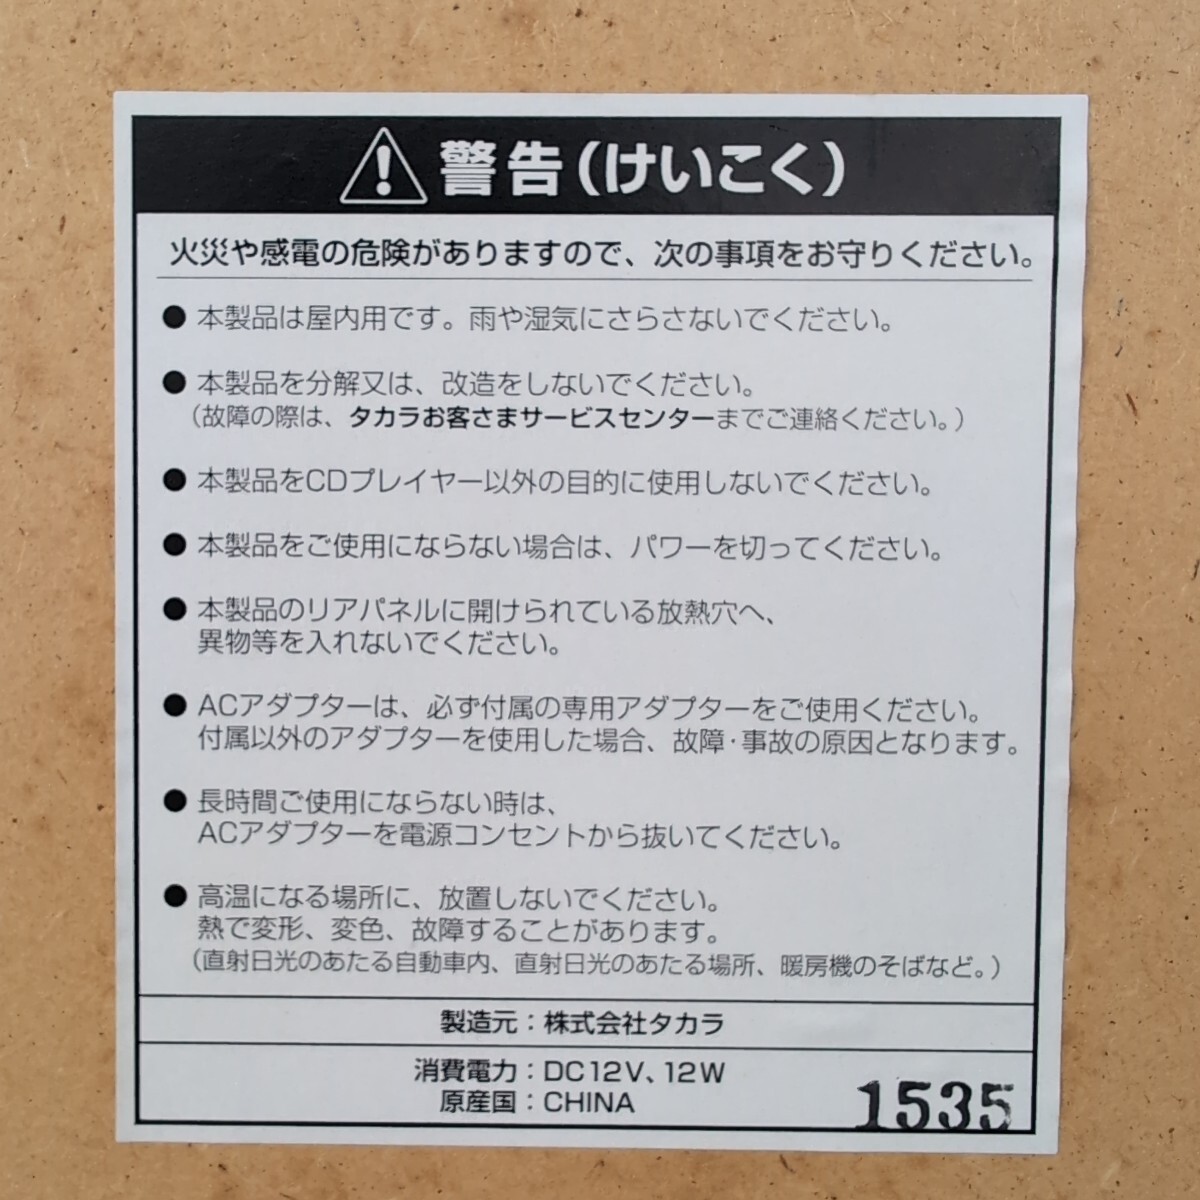 警告(けいこく)
火災や感電の危険がありますので、次の事項をお守りください。
● 本製品は屋内用です。雨や湿気にさらさないでください。
● 本製品を分解又は、改造をしないでください。
(故障の際は、タカラお客さまサービスセンターまでご連絡ください。)
● 本製品をCDプレイヤー以外の目的に使用しないでください。
● 本製品をご使用にならない場合は、パワーを切ってください。
● 本製品のリアパネルに開けられている放熱穴へ、
異物等を入れないでください。
● ACアダプターは、必ず付属の専用アダプターをご使用ください。
付属以外のアダプターを使用した場合、故障・事故の原因となります。
● 長時間ご使用にならない時は、
ACアダプターを電源コンセントから抜いてください。
● 高温になる場所に、放置しないでください。
熱で変形、変色、故障することがあります。
(直射日光のあたる自動車内、直射日光のあたる場所、暖房機のそばなど。)
製造元：株式会社タカラ
消費電力：DC12V、12W
原産国：CHINA
1535